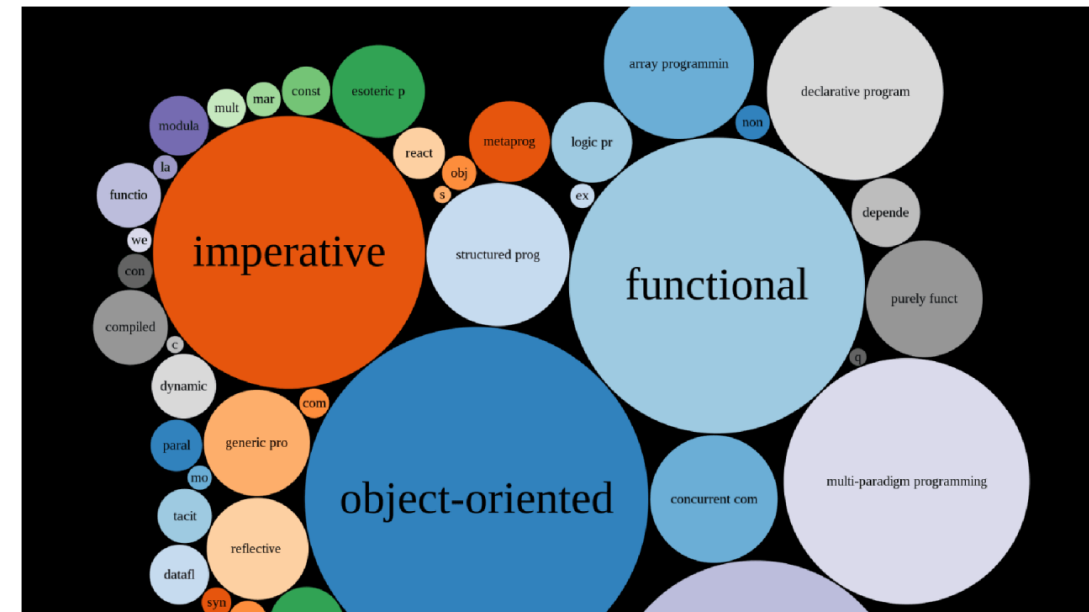 array programmin
declarative program
esoteric p
const
mar
mult
modula
non
metaprog
logic pr
react
la
obj
functio
s
ex
depende
we
imperative
structured prog
con
functional
purely funct
compiled
c
q
dynamic
com
paral
generic pro
mo
multi-paradigm programming
object-oriented
concurrent com
tacit
reflective
datafl
syn